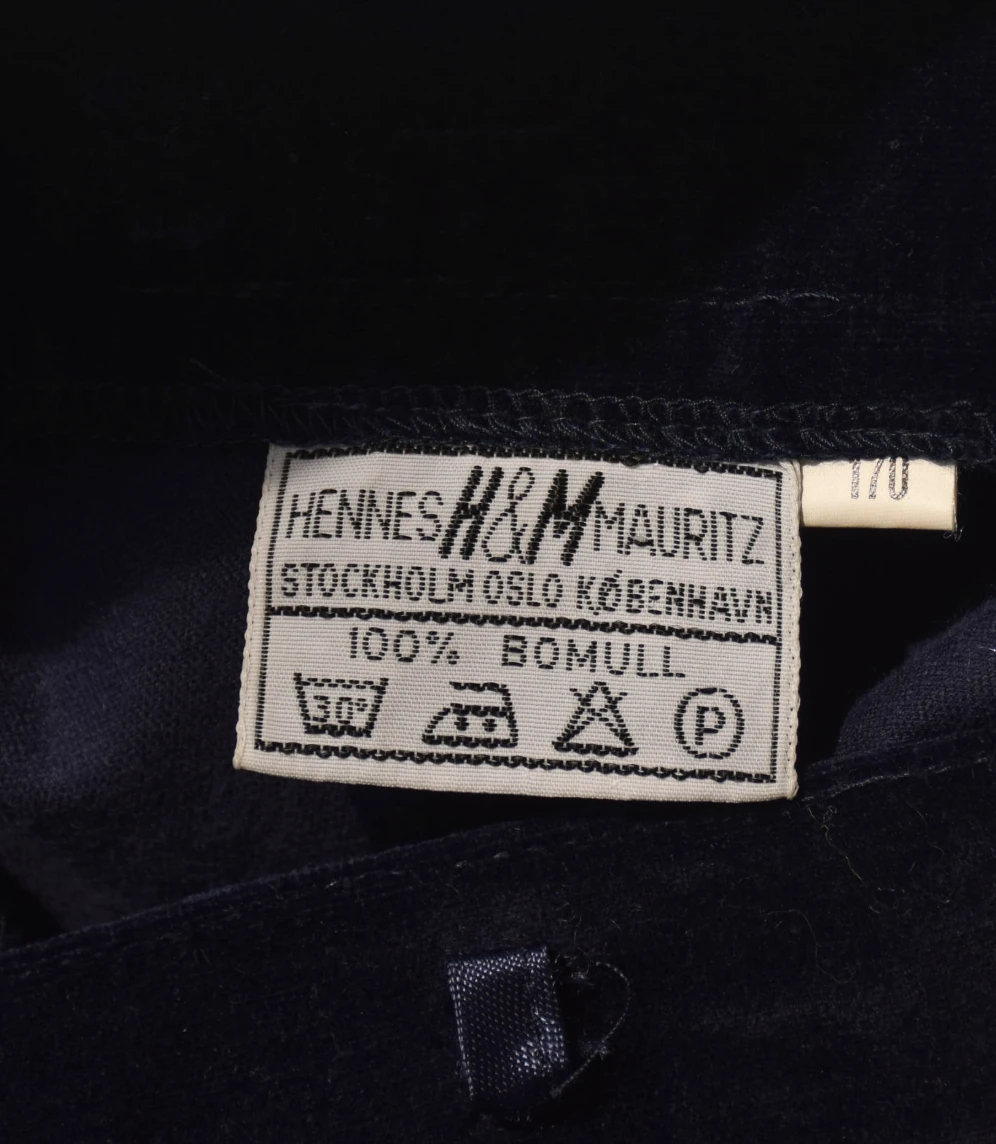 HENNES H&M MAURITZ
STOCKHOLM OSLO KØBENHAVN
100% BOMULL
30°
P
170